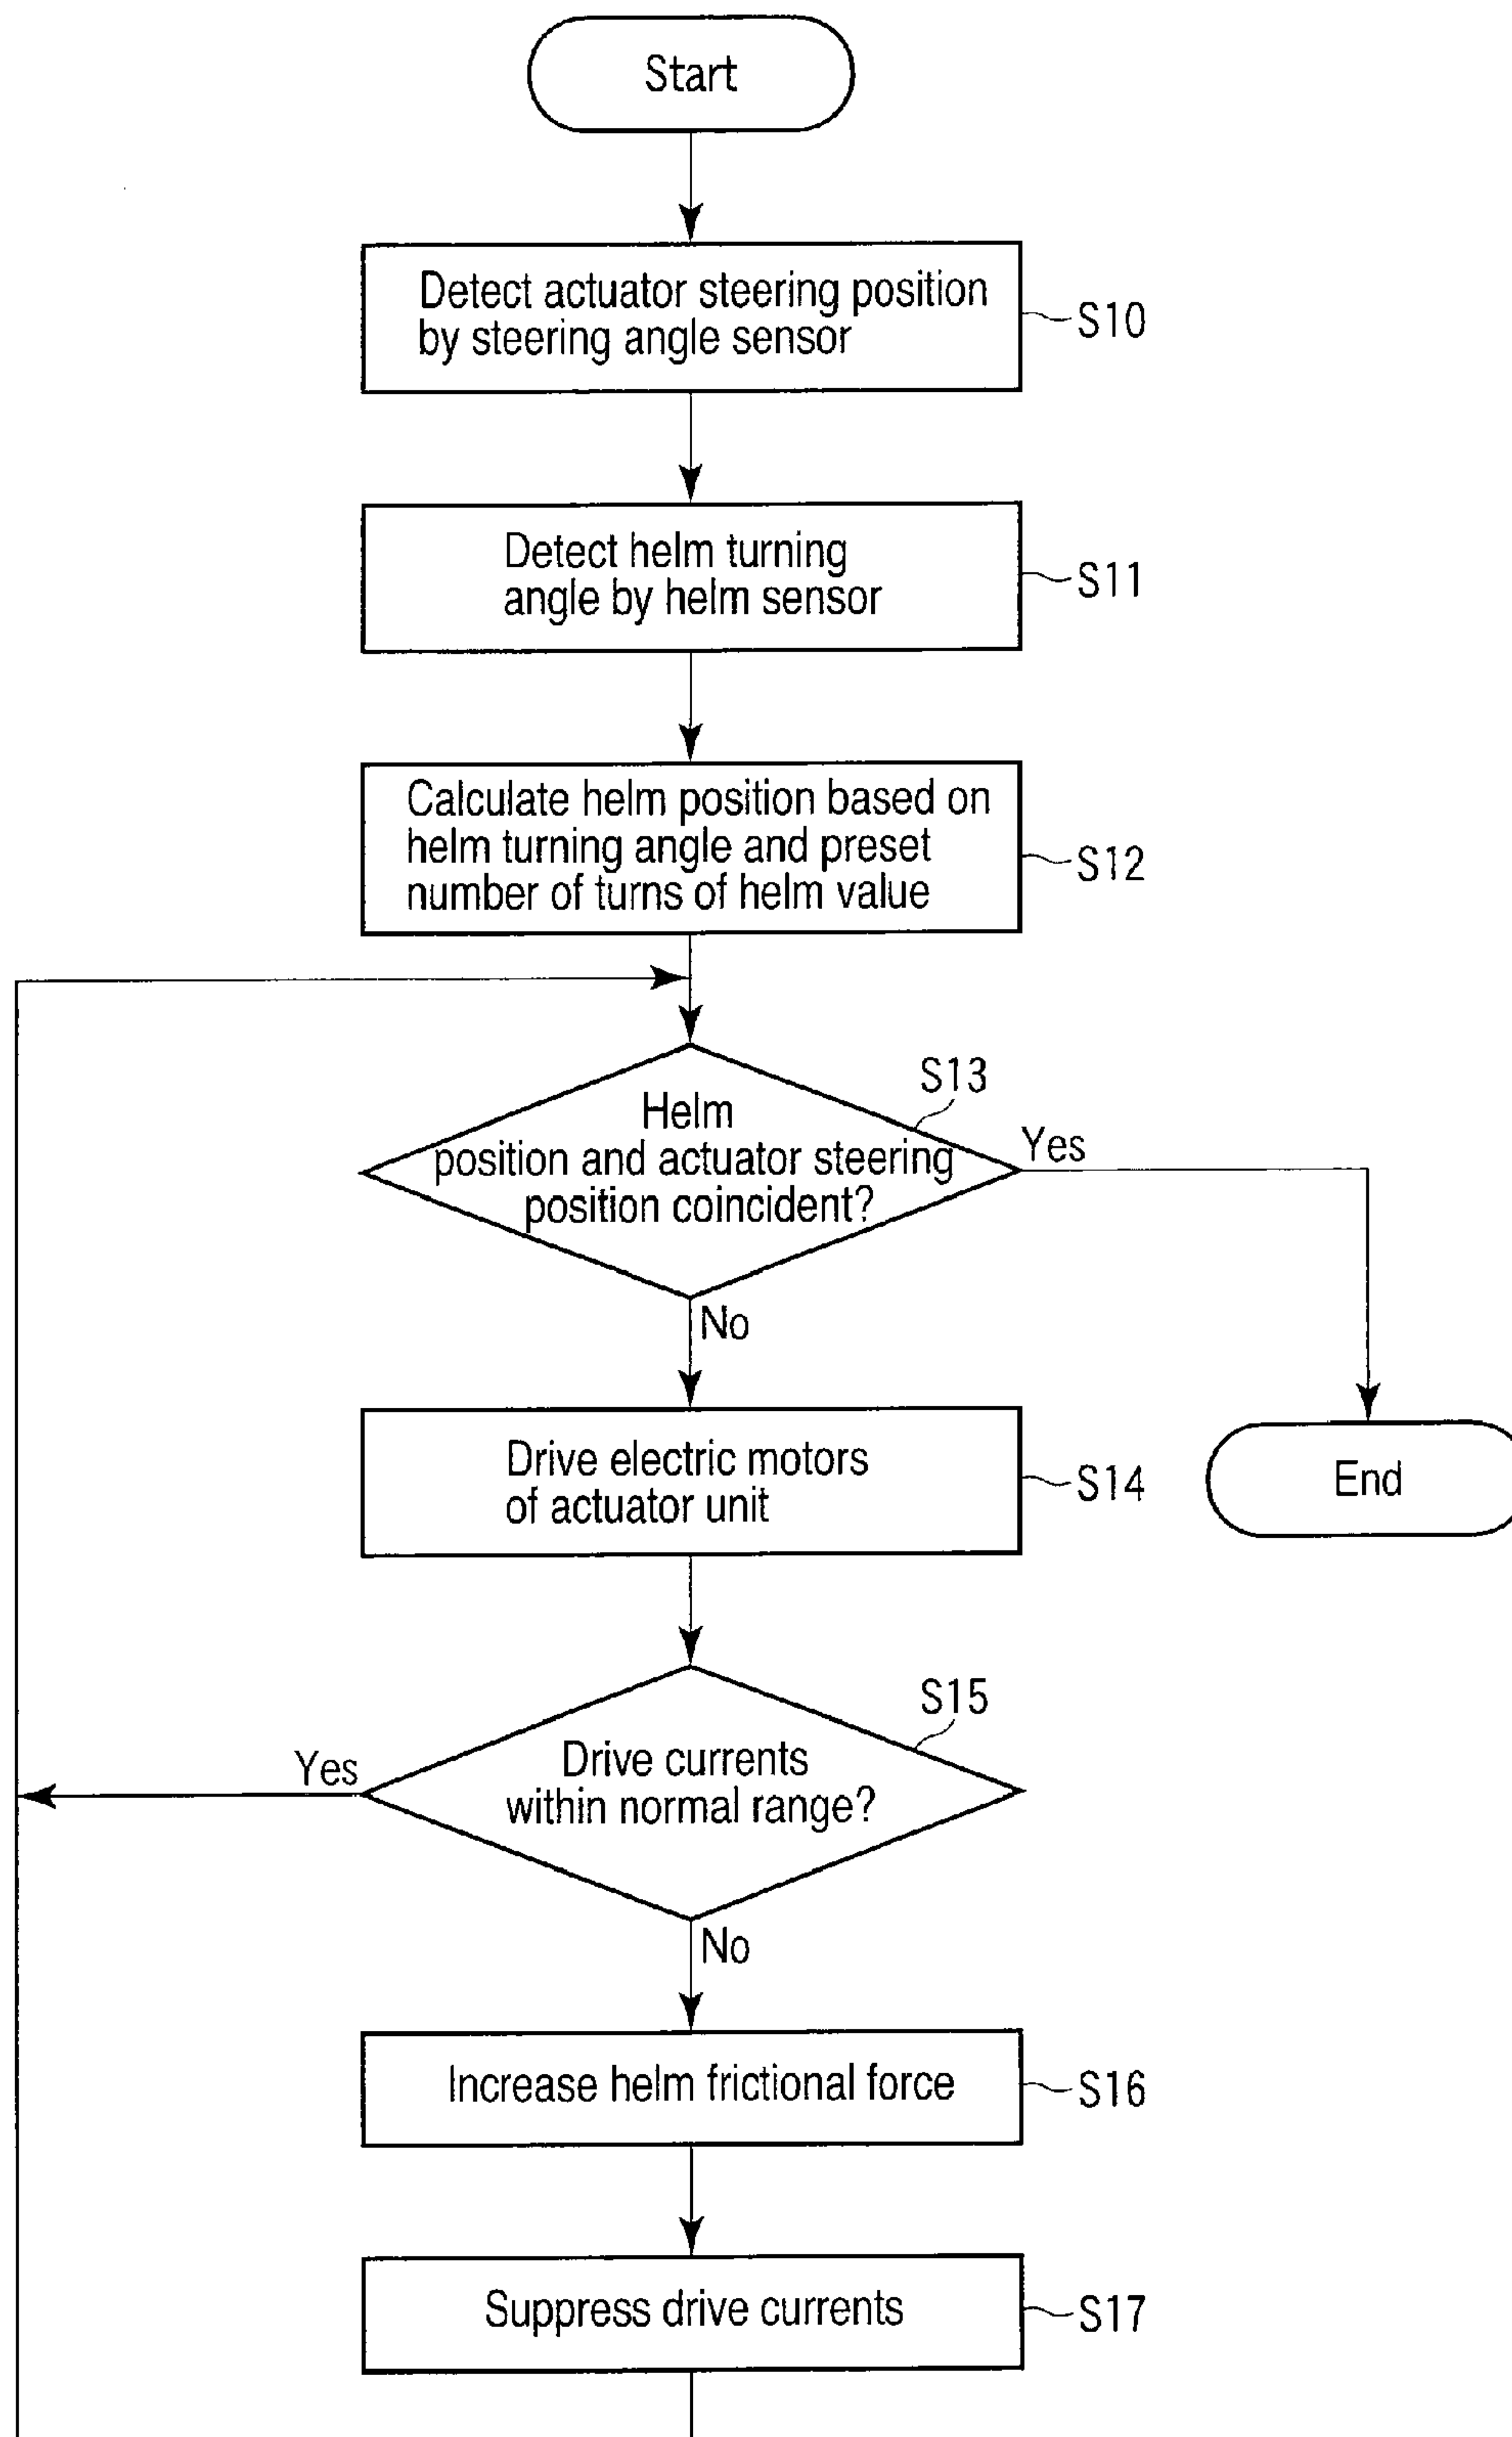 Start
Detect actuator steering position
by steering angle sensor
S10
Detect helm turning
angle by helm sensor
S11
Calculate helm position based on
helm turning angle and preset
number of turns of helm value
S12
S13
Helm
position and actuator steering
position coincident?
Yes
No
Drive electric motors
of actuator unit
S14
End
S15
Drive currents
within normal range?
Yes
No
Increase helm frictional force
S16
Suppress drive currents
S17